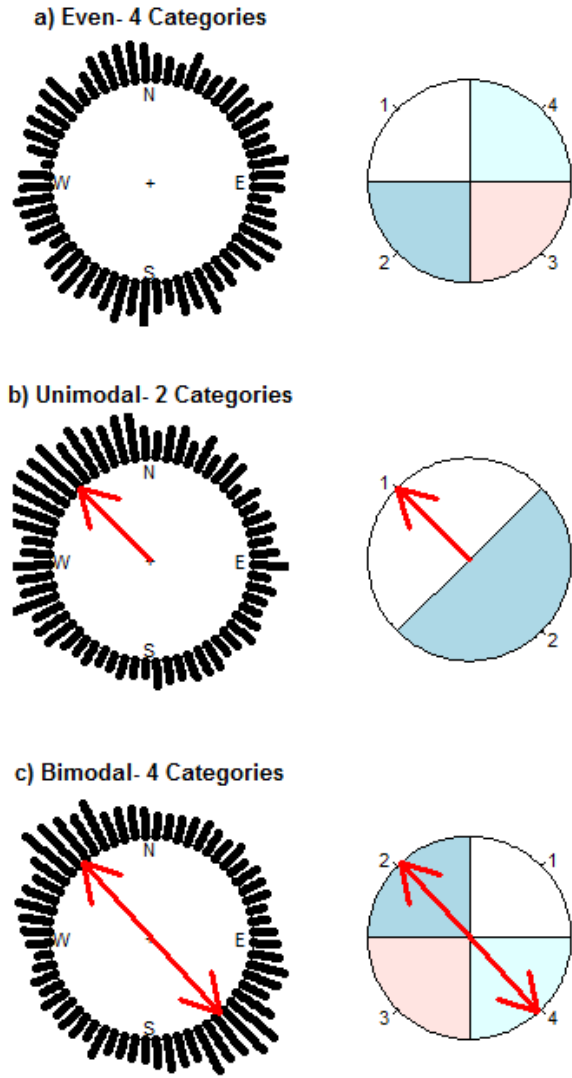 a) Even- 4 Categories
N
W + E
S
1 4
2 3
b) Unimodal- 2 Categories
N
W + E
S
1
2
c) Bimodal- 4 Categories
N
W + E
S
2 1
3 4